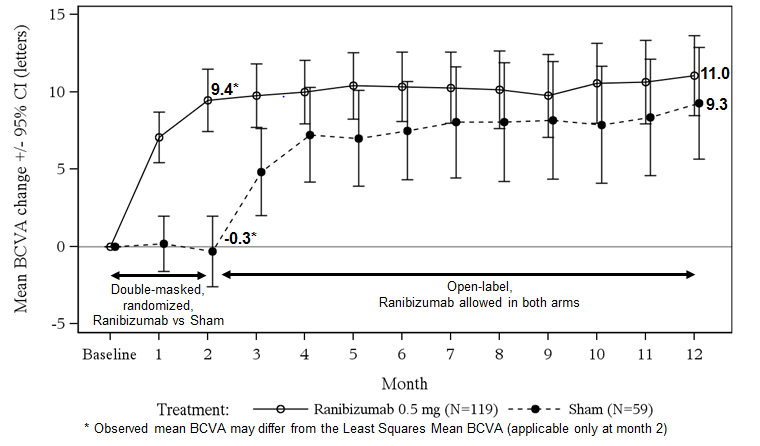 Mean BCVA change +/- 95% CI (letters)
15
10
5
0
-5
9.4*
-0.3*
11.0
9.3
Double-masked,
randomized,
Ranibizumab vs Sham
Open-label,
Ranibizumab allowed in both arms
Baseline 1 2 3 4 5 6 7 8 9 10 11 12
Month
Treatment: Ranibizumab 0.5 mg (N=119) Sham (N=59)
* Observed mean BCVA may differ from the Least Squares Mean BCVA (applicable only at month 2)